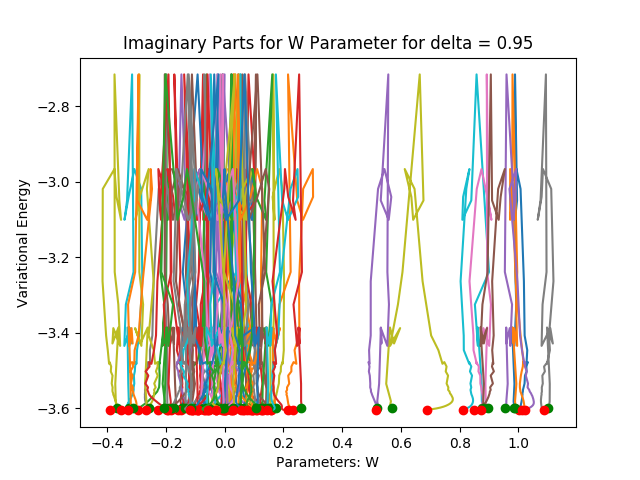 Imaginary Parts for W Parameter for delta = 0.95
Variational Energy
−2.8
−3.0
−3.2
−3.4
−3.6
−0.4 −0.2 0.0 0.2 0.4 0.6 0.8 1.0
Parameters: W